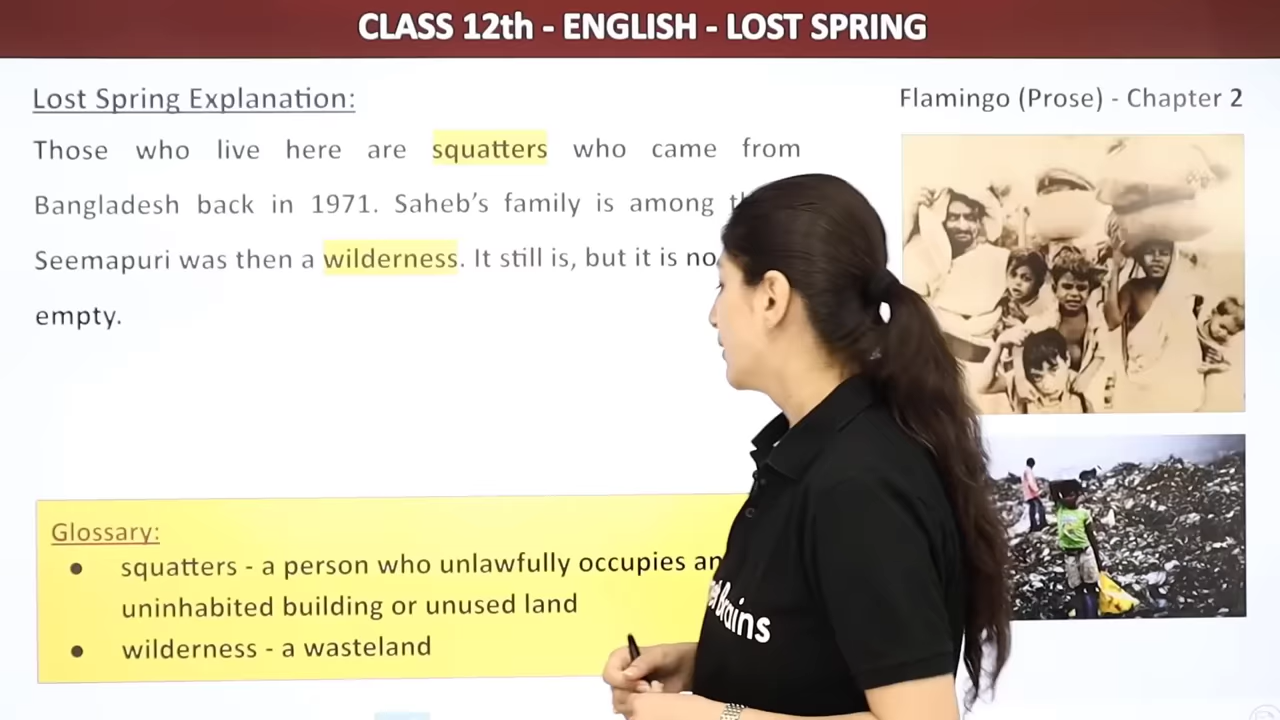 CLASS 12th - ENGLISH - LOST SPRING
Lost Spring Explanation:
Flamingo (Prose) - Chapter 2
Those who live here are squatters who came from
Bangladesh back in 1971. Saheb's family is among
Seemapuri was then a wilderness. It still is, but it is
empty.
Glossary:
● squatters - a person who unlawfully occupies
uninhabited building or unused land
● wilderness - a wasteland
Brains